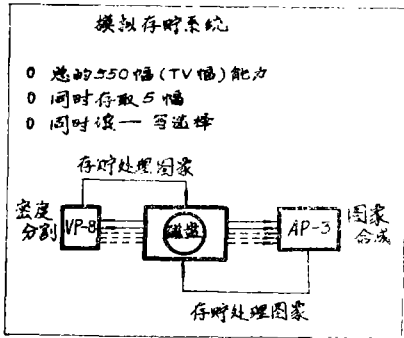 模拟存贮系统
0 总的550幅(TV幅)能力
0 同时存取5幅
0 同时读一写选择
存贮处理图象
密度
分割
VP-8
磁盘
AP-3
图象
合成
存贮处理图象